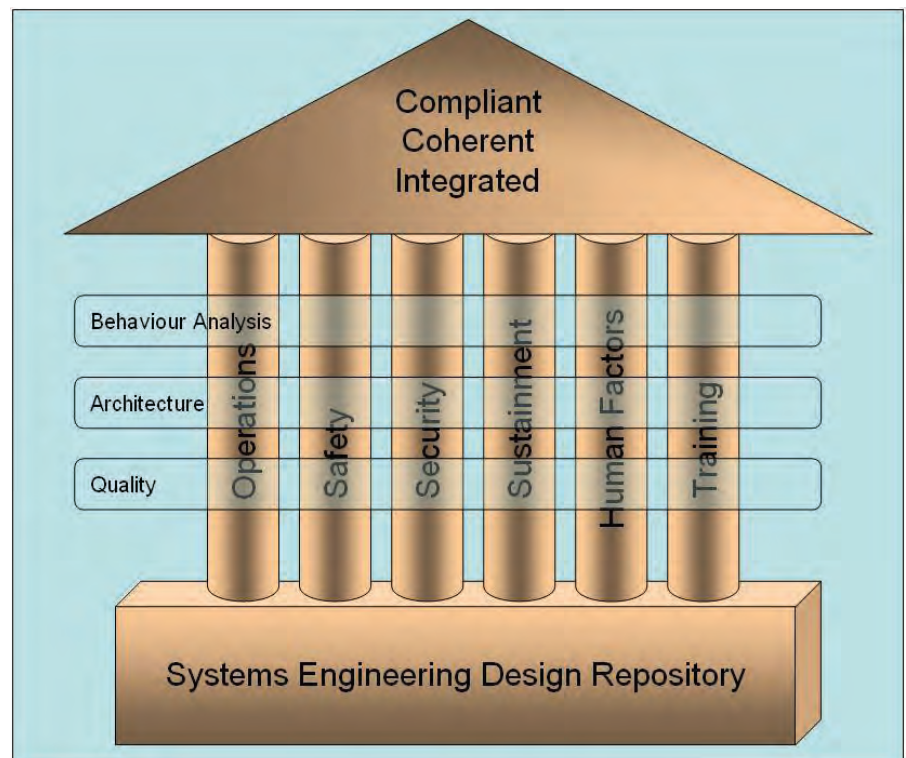 Compliant
Coherent
Integrated
Behaviour Analysis
Architecture
Quality
Operations
Safety
Security
Sustainment
Human Factors
Training
Systems Engineering Design Repository